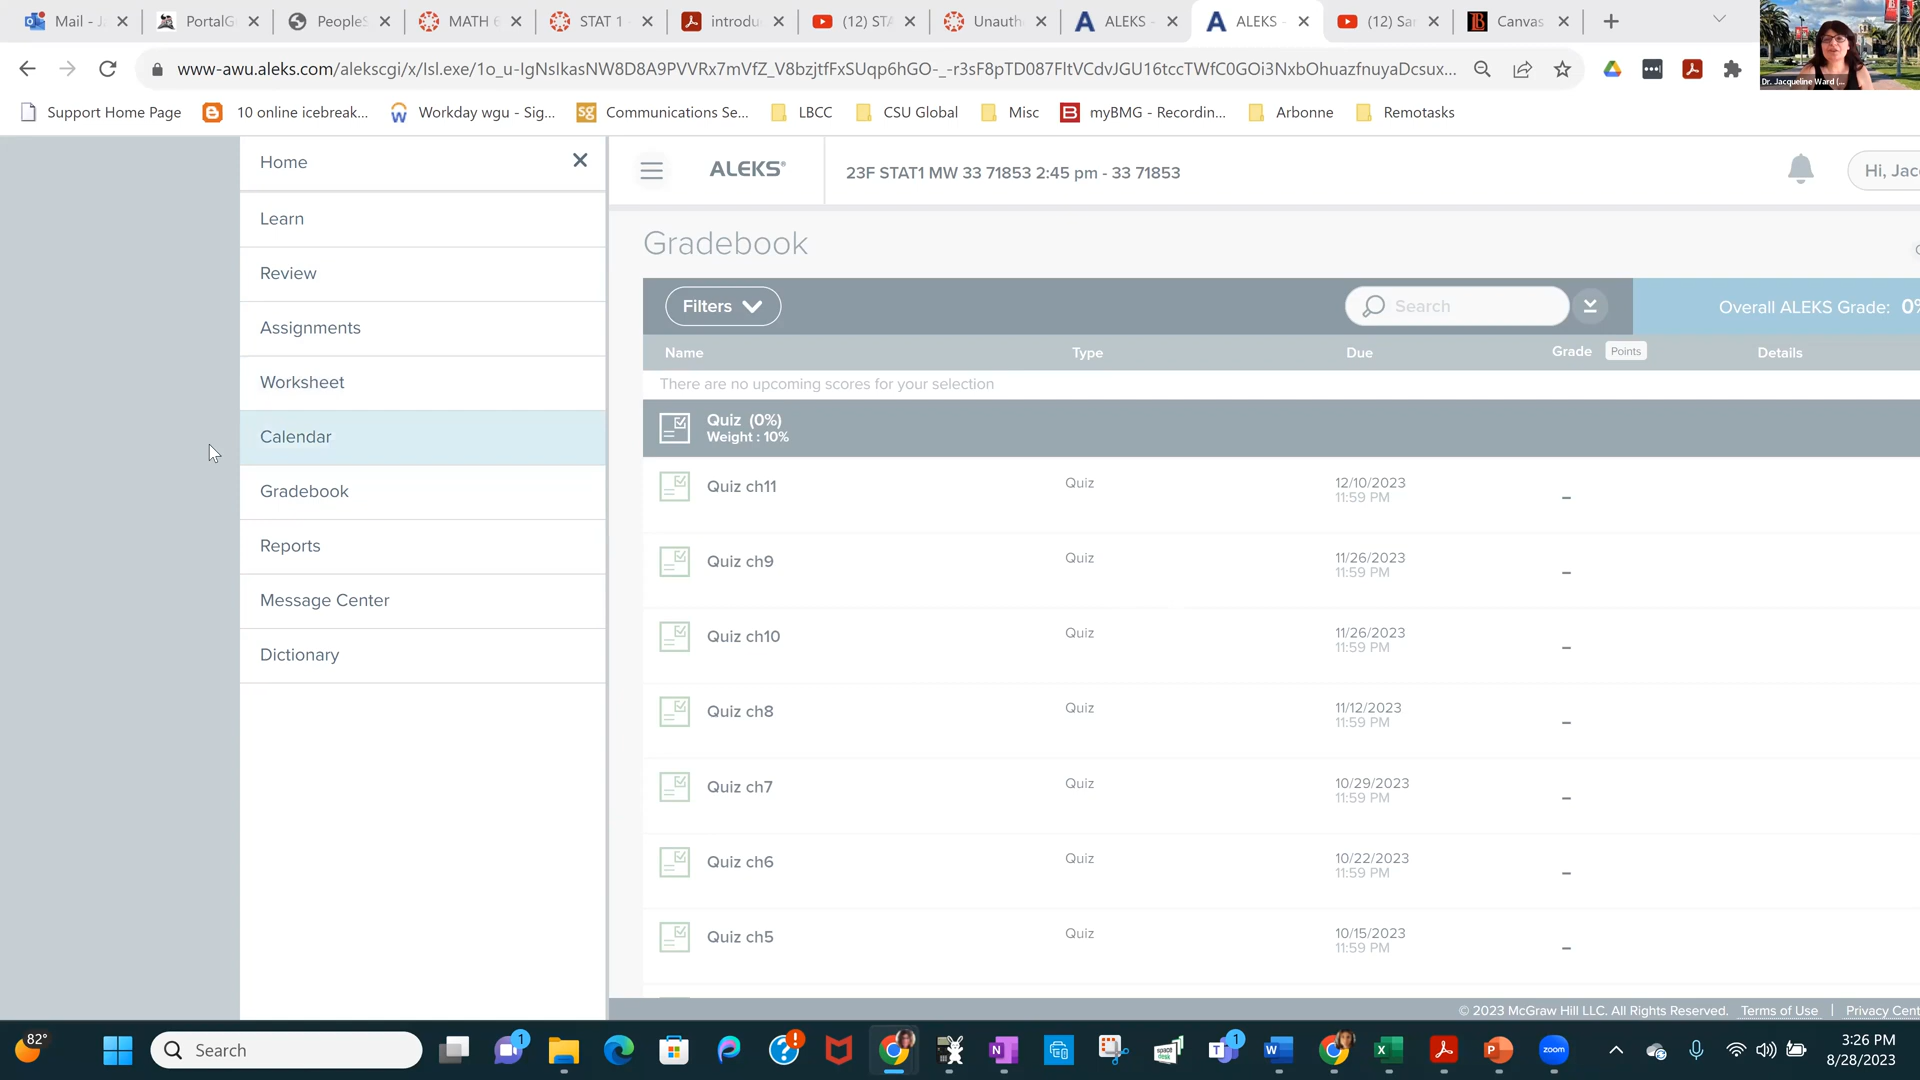 Mail - J
PortalG
PeopleS
MATH 6
STAT 1 -
introdu
(12) STA
Unauth
ALEKS -
ALEKS -
(12) Sa
Canvas
www-awu.aleks.com/alekscgi/x/Isl.exe/1o_u-IgNsIkasNW8D8A9PVVRx7mVfZ_V8bzjtfFxSUqp6hGO-_-r3sF8pTD087FltVCdvJGU16tccTWfC0GOi3NxbOhuazfnuyaDcsux...
Dr. Jacqueline Ward (...
Support Home Page
10 online icebreak...
Workday wgu - Sig...
Communications Se...
LBCC
CSU Global
Misc
myBMG - Recordin...
Arbonne
Remotasks
Home
Learn
Review
Assignments
Worksheet
Calendar
Gradebook
Reports
Message Center
Dictionary
ALEKS®
23F STAT1 MW 33 71853 2:45 pm - 33 71853
Hi, Jac
Gradebook
Filters
Search
Overall ALEKS Grade: 0%
Name Type Due Grade Points Details
There are no upcoming scores for your selection
Quiz (0%)
Weight : 10%
Quiz ch11 Quiz 12/10/2023
11:59 PM –
Quiz ch9 Quiz 11/26/2023
11:59 PM –
Quiz ch10 Quiz 11/26/2023
11:59 PM –
Quiz ch8 Quiz 11/12/2023
11:59 PM –
Quiz ch7 Quiz 10/29/2023
11:59 PM –
Quiz ch6 Quiz 10/22/2023
11:59 PM –
Quiz ch5 Quiz 10/15/2023
11:59 PM –
© 2023 McGraw Hill LLC. All Rights Reserved. Terms of Use | Privacy Cent
82°
Search
1
1
zoom
3:26 PM
8/28/2023